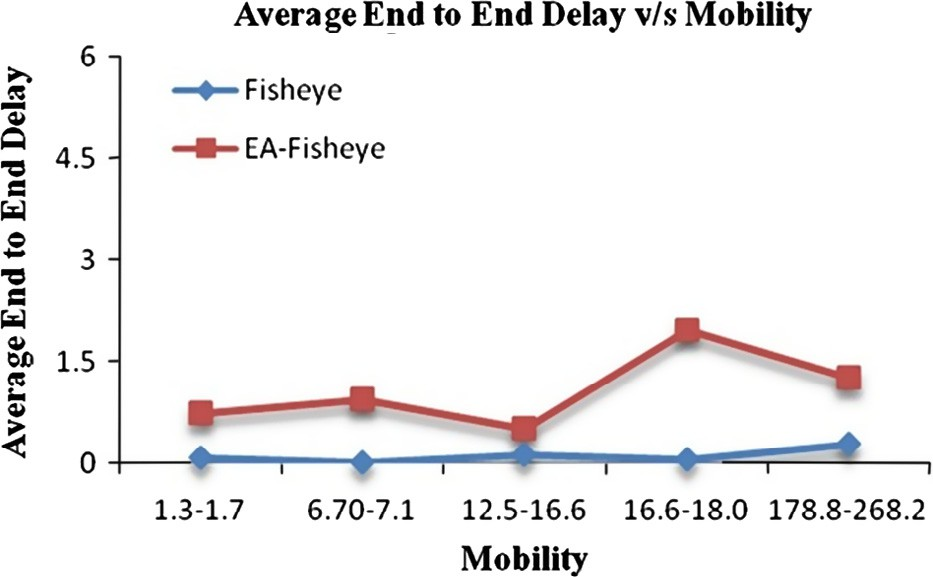 Average End to End Delay v/s Mobility
Average End to End Delay
6
4.5
3
1.5
0
Fisheye
EA-Fisheye
1.3-1.7 6.70-7.1 12.5-16.6 16.6-18.0 178.8-268.2
Mobility